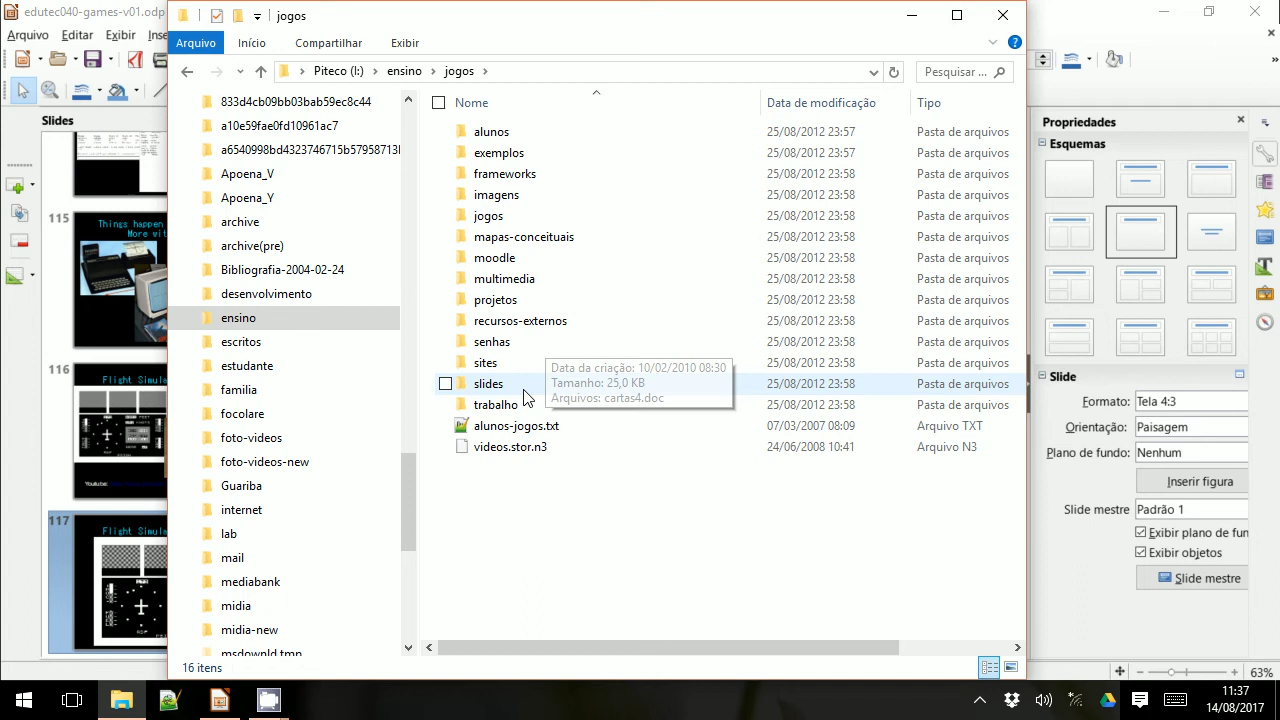 edutec040-games-v01.odp
Arquivo Editar Exibir
jogos
Arquivo Início Compartilhar Exibir
Piteco (I:) ensino jogos
Pesquisar ...
Slides
115
Things happen
116
Flight Simul
Youtube:
117
Flight Simula
833d4cb09bb03bab59ec8c44
a10e59fae0fd10961ac7
Apoena_V
Apoena_Y
archive
archive(pre)
Bibliografia-2004-02-24
desenvolvimento
ensino
escritos
estudante
familia
focolare
foto-videos
foto-videos-new
Guariba
internet
lab
mail
mediabank
midia
midia-new
msdownld.tmp
Nome Data de modificação Tipo
alunos 25/08/2012 23:57 Pasta de arquivos
exemplos 25/08/2012 23:57 Pasta de arquivos
frameworks 25/08/2012 23:58 Pasta de arquivos
imagens 25/08/2012 23:58 Pasta de arquivos
jogos 25/08/2012 23:58 Pasta de arquivos
mapas-conceituais 25/08/2012 23:58 Pasta de arquivos
moodle 25/08/2012 23:58 Pasta de arquivos
multimedia 25/08/2012 23:58 Pasta de arquivos
projetos 25/08/2012 23:58 Pasta de arquivos
recursos-externos 25/08/2012 23:58 Pasta de arquivos
senhas 25/08/2012 23:58 Pasta de arquivos
sites 25/08/2012 23:58 Pasta de arquivos
slides 25/08/2012 23:58 Pasta de arquivos
trabalho 25/08/2012 23:58 Pasta de arquivos
alunos-jogos.txt 07/03/2007 00:09 Arquivo TXT
videos.stor.n3 24/06/2008 15:41 Arquivo N3
Data da criação: 10/02/2010 08:30
Tamanho: 25,0 KB
Arquivos: cartas4.doc
16 itens
Propriedades
Esquemas
Slide
Formato: Tela 4:3
Orientação: Paisagem
Plano de fundo: Nenhum
Inserir figura
Slide mestre Padrão 1
Exibir plano de fun
Exibir objetos
Slide mestre
63%
11:37
14/08/2017